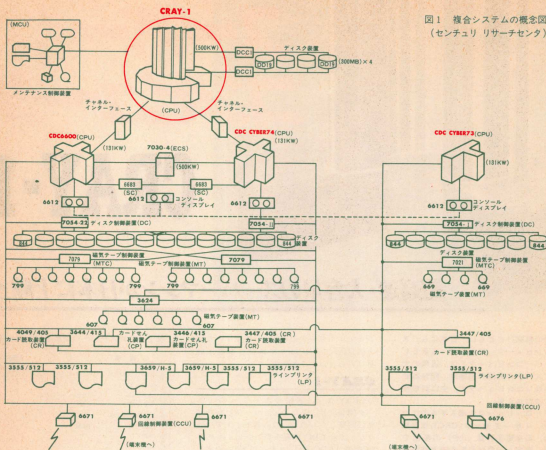 図1 複合システムの概念図
(センチュリ リサーチセンタ)
CRAY-1
(MCU)
メンテナンス制御装置
(500KW)
(CPU)
DCC1
DCC1
ディスク装置
DD19
DD19
(300MB)×4
チャネル・
インターフェース
チャネル・
インターフェース
CDC6600(CPU)
(131KW)
7030-4(ECS)
(500KW)
CDC CYBER74(CPU)
(131KW)
CDC CYBER73(CPU)
(131KW)
6683
(SC)
6683
(SC)
6612
6612
コンソール
ディスプレイ
6612
6612
コンソール
ディスプレイ
7054-22
ディスク制御装置(DC)
7054-
7054-
ディスク制御装置(DC)
844
844
ディスク
装置
844
844
ディスク装置
7079
磁気テープ制御装置(MT)
(MTC)
7079
7021
磁気テープ制御装置
(MTC)
799
799
799
799
669
669
磁気テープ装置(MT)
3624
607
607
磁気テープ装置(MT)
4049/405
カード読取装置
(CR)
3644/415
カードせん
孔装置
(CP)
3446/415
カードせん孔
装置(CP)
3447/405 (CR)
カード読取装置
(CR)
3447/405
カード読取装置
(CR)
3555/512
3555/512
3659/H-5
3659/H-5
3555/512
3555/512
ラインプリンタ
(LP)
3555/512
3555/512
ラインプリンタ(LP)
6671
6671
回線制御装置(CCU)
6671
6671
6671
6676
回線制御装置(CCU)
(端末機へ)
(端末機へ)